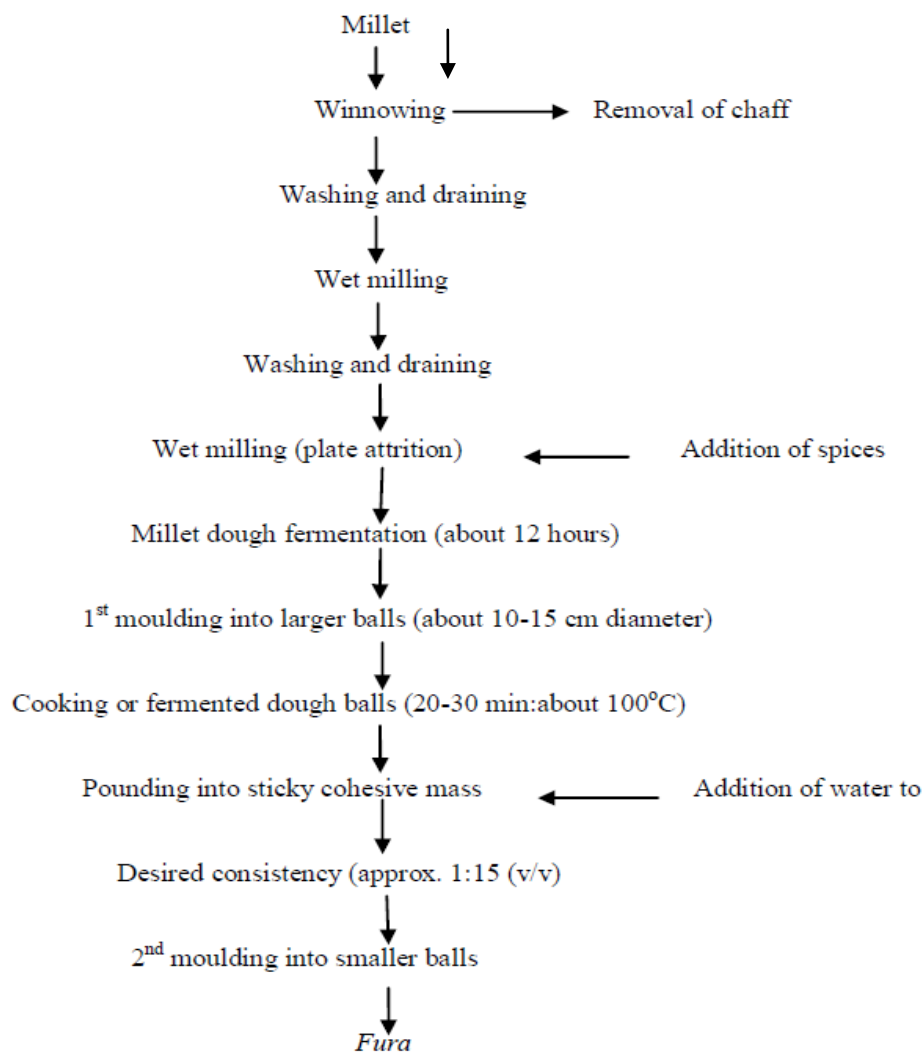 Millet
Winnowing Removal of chaff
Washing and draining
Wet milling
Washing and draining
Wet milling (plate attrition) Addition of spices
Millet dough fermentation (about 12 hours)
1st moulding into larger balls (about 10-15 cm diameter)
Cooking or fermented dough balls (20-30 min:about 100°C)
Pounding into sticky cohesive mass Addition of water to
Desired consistency (approx. 1:15 (v/v)
2nd moulding into smaller balls
Fura